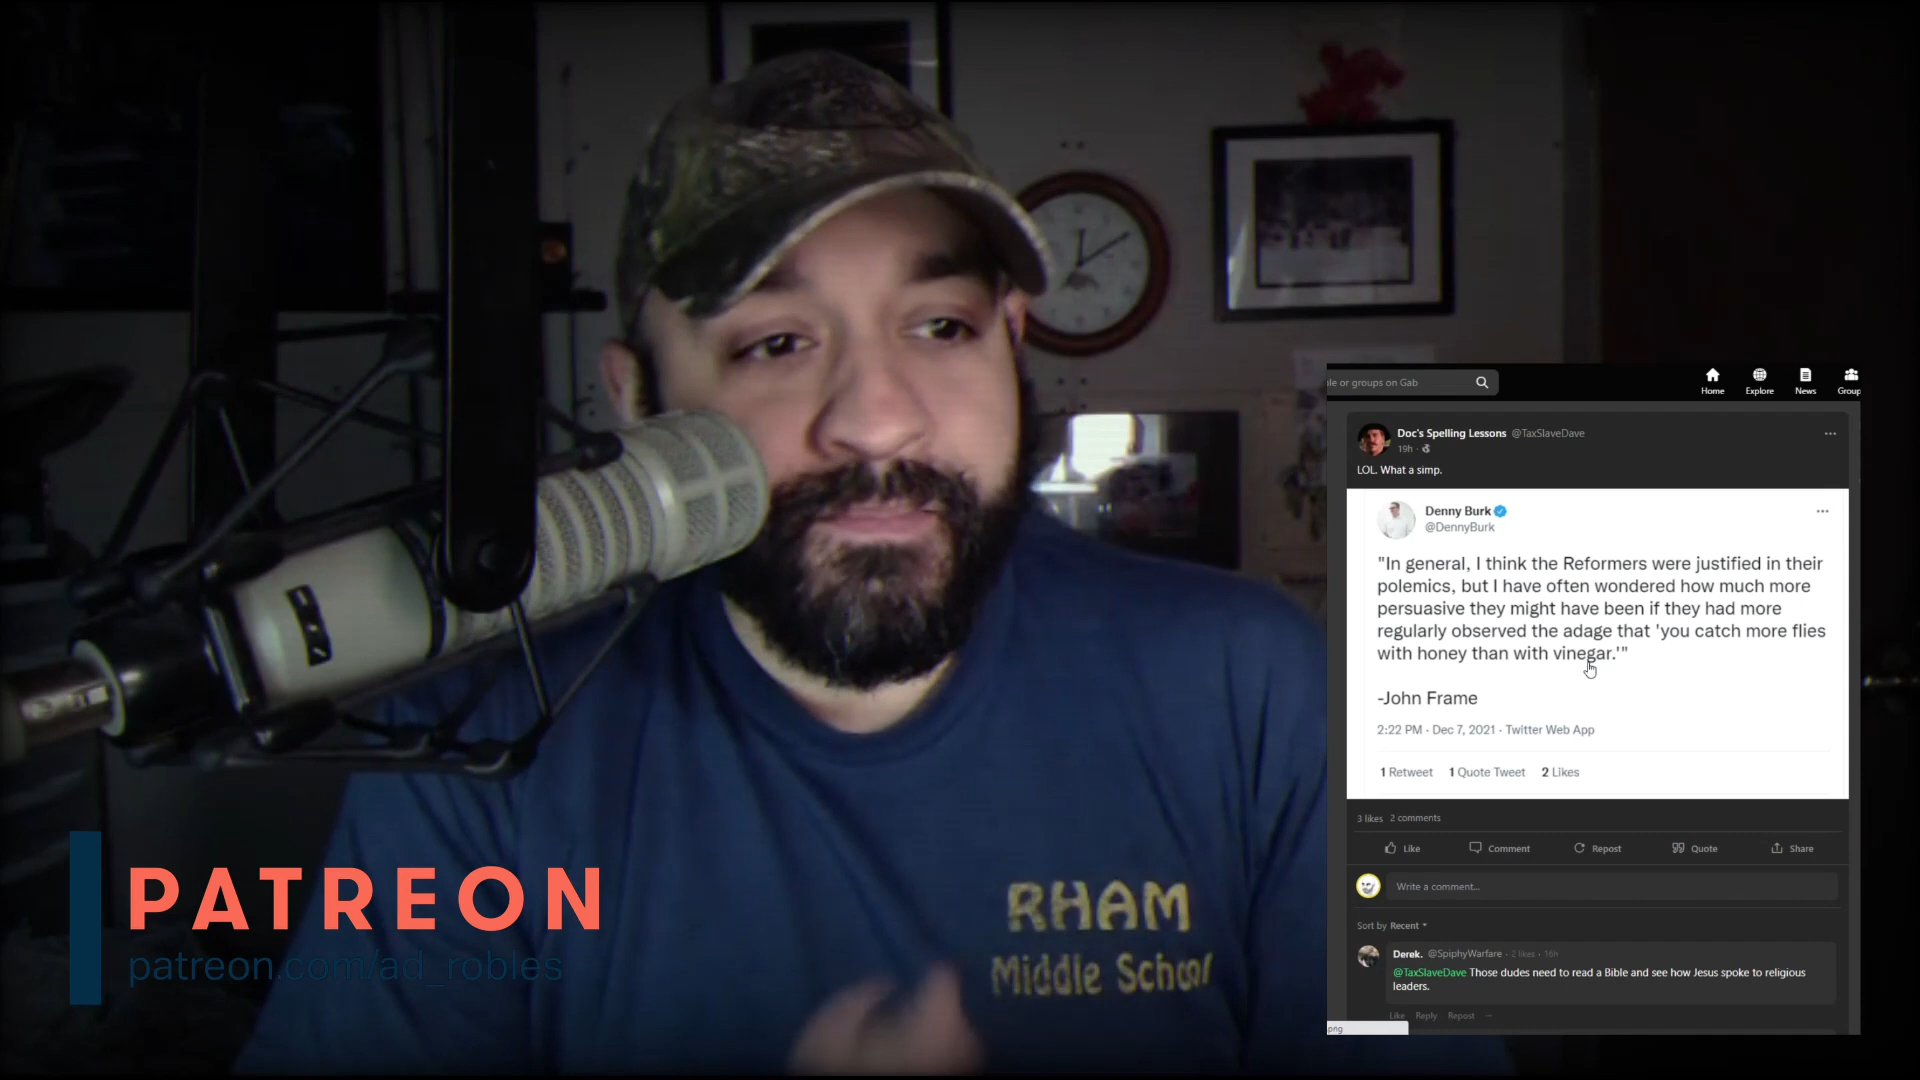 PATREON
patreon.com/ad_robles
RHAM
Middle School
le or groups on Gab
Home
Explore
News
Group
Doc's Spelling Lessons @TaxSlaveDave
19h ·
LOL. What a simp.
Denny Burk
@DennyBurk
"In general, I think the Reformers were justified in their
polemics, but I have often wondered how much more
persuasive they might have been if they had more
regularly observed the adage that 'you catch more flies
with honey than with vinegar.'"
-John Frame
2:22 PM · Dec 7, 2021 · Twitter Web App
1 Retweet 1 Quote Tweet 2 Likes
3 likes 2 comments
Like Comment Repost Quote Share
Write a comment...
Sort by Recent
Derek. @SpiphyWarfare · 2 likes · 16h
@TaxSlaveDave Those dudes need to read a Bible and see how Jesus spoke to religious
leaders.
Like Reply Repost ···
png